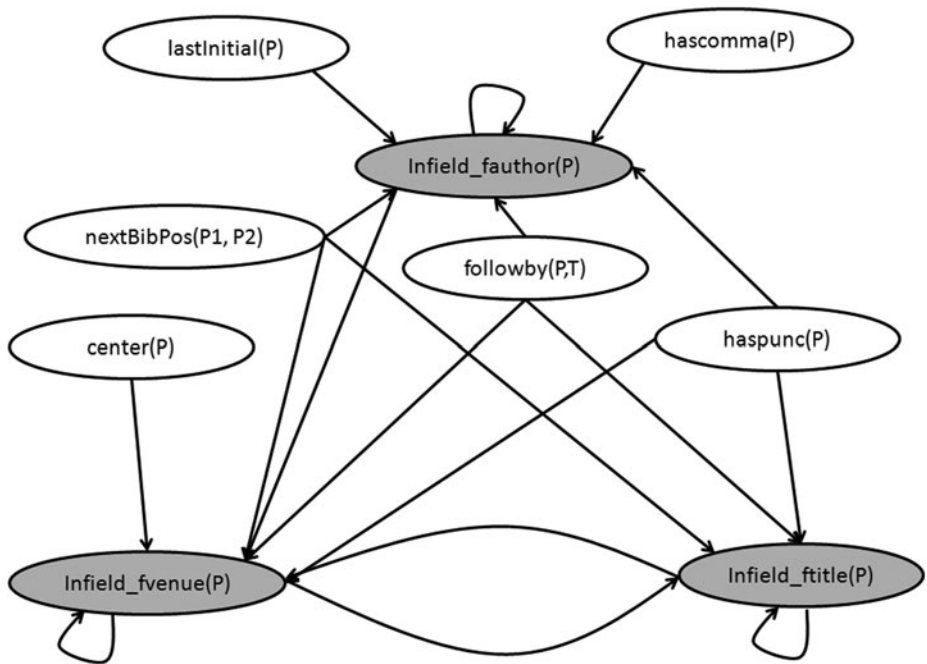 lastInitial(P)
hascomma(P)
Infield_fauthor(P)
nextBibPos(P1, P2)
followby(P,T)
center(P)
haspunc(P)
Infield_fvenue(P)
Infield_ftitle(P)